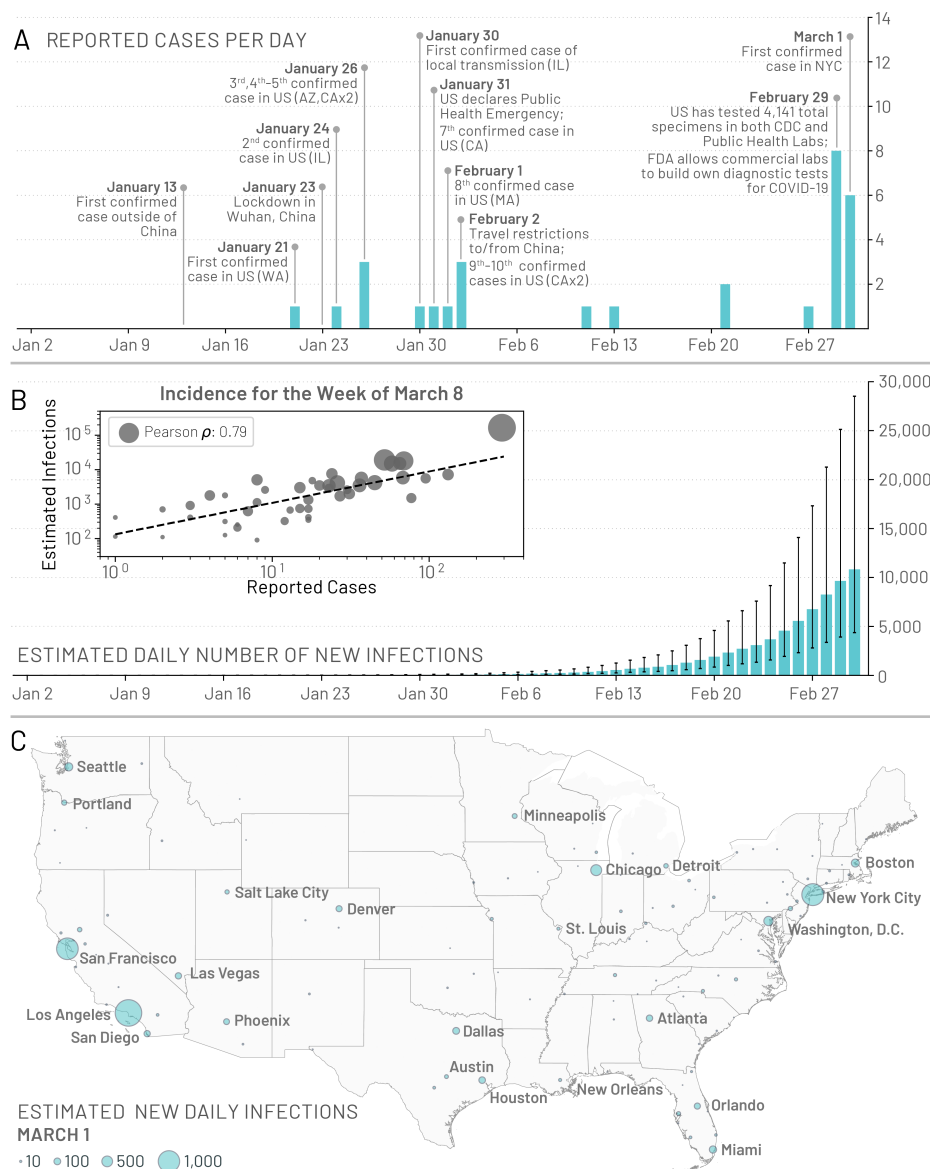 A REPORTED CASES PER DAY
January 13
First confirmed
case outside of
China
January 21
First confirmed
case in US (WA)
January 23
Lockdown in
Wuhan, China
January 24
2nd confirmed
case in US (IL)
January 26
3rd,4th-5th confirmed
case in US (AZ,CAx2)
January 30
First confirmed case of
local transmission (IL)
January 31
US declares Public
Health Emergency;
7th confirmed case in
US (CA)
February 1
8th confirmed case
in US (MA)
February 2
Travel restrictions
to/from China;
9th-10th confirmed
cases in US (CAx2)
February 29
US has tested 4,141 total
specimens in both CDC and
Public Health Labs;
FDA allows commercial labs
to build own diagnostic tests
for COVID-19
March 1
First confirmed
case in NYC
14
12
10
8
6
4
2
Jan 2 Jan 9 Jan 16 Jan 23 Jan 30 Feb 6 Feb 13 Feb 20 Feb 27
B
Incidence for the Week of March 8
Estimated Infections
Pearson ρ: 0.79
10^5
10^4
10^3
10^2
10^0 10^1 10^2
Reported Cases
30,000
25,000
20,000
15,000
10,000
5,000
0
ESTIMATED DAILY NUMBER OF NEW INFECTIONS
Jan 2 Jan 9 Jan 16 Jan 23 Jan 30 Feb 6 Feb 13 Feb 20 Feb 27
C
Seattle
Portland
Minneapolis
Chicago
Detroit
Boston
New York City
Salt Lake City
Denver
St. Louis
Washington, D.C.
San Francisco
Las Vegas
Los Angeles
San Diego
Phoenix
Dallas
Atlanta
Austin
Houston
New Orleans
Orlando
Miami
ESTIMATED NEW DAILY INFECTIONS
MARCH 1
10 100 500 1,000